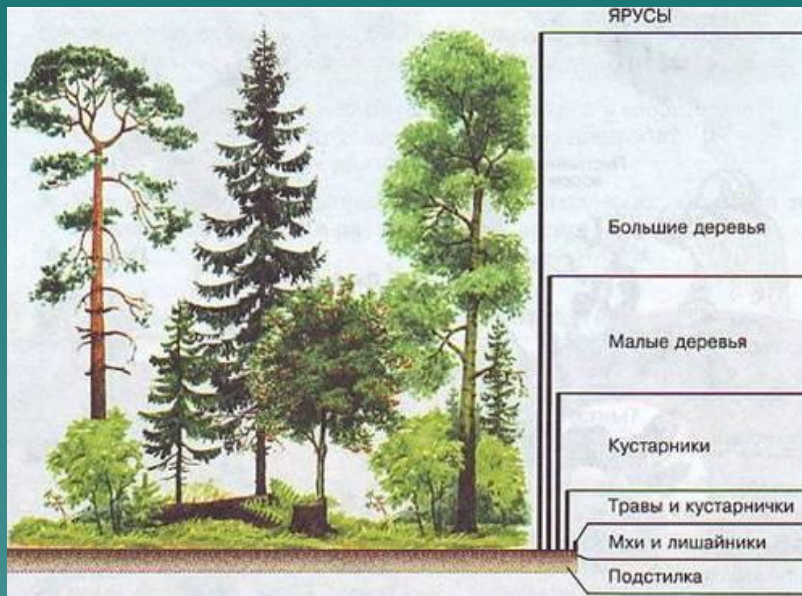 ЯРУСЫ
Большие деревья
Малые деревья
Кустарники
Травы и кустарнички
Мхи и лишайники
Подстилка